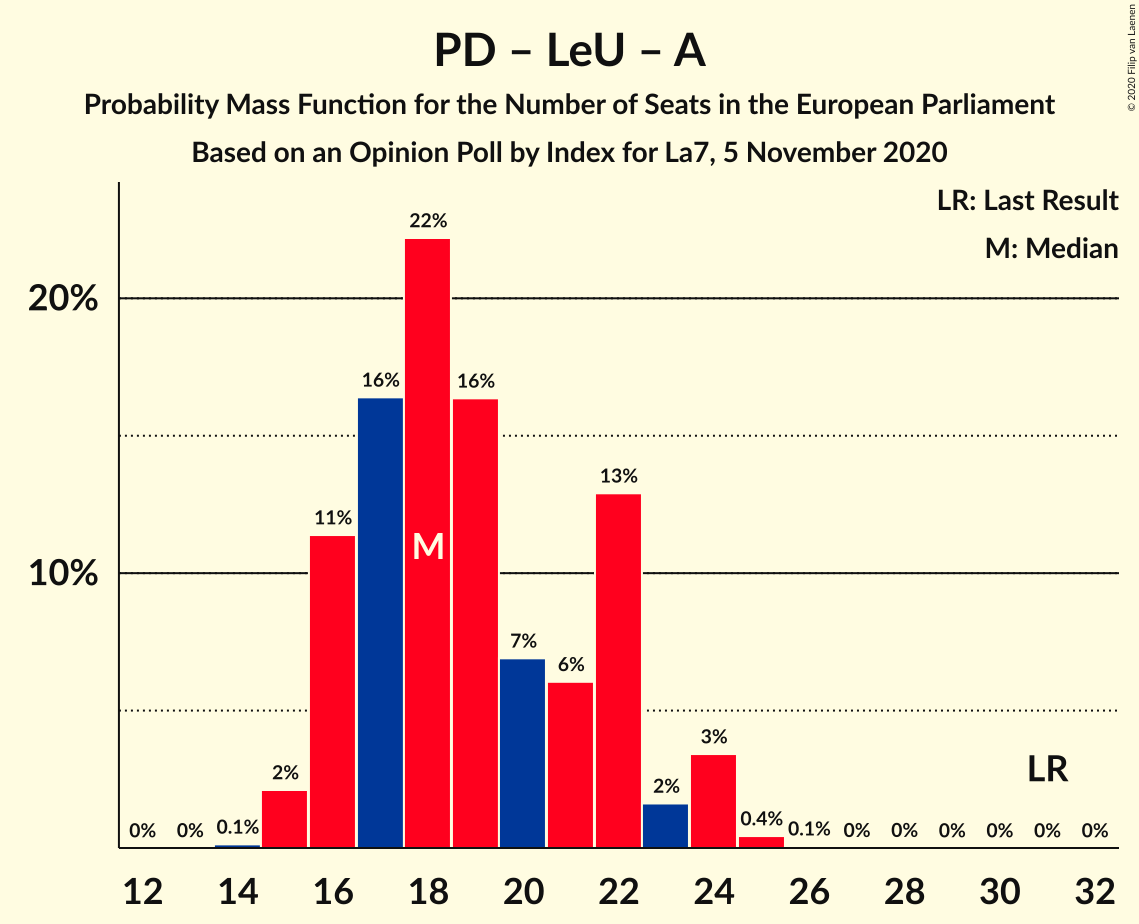 PD – LeU – A
Probability Mass Function for the Number of Seats in the European Parliament
Based on an Opinion Poll by Index for La7, 5 November 2020
© 2020 Filip van Laenen
LR: Last Result
M: Median
20%
10%
0%
0%
0.1%
2%
11%
16%
22%
16%
7%
6%
13%
2%
3%
0.4%
0.1%
0%
0%
0%
0%
0%
0%
M
LR
12 14 16 18 20 22 24 26 28 30 32